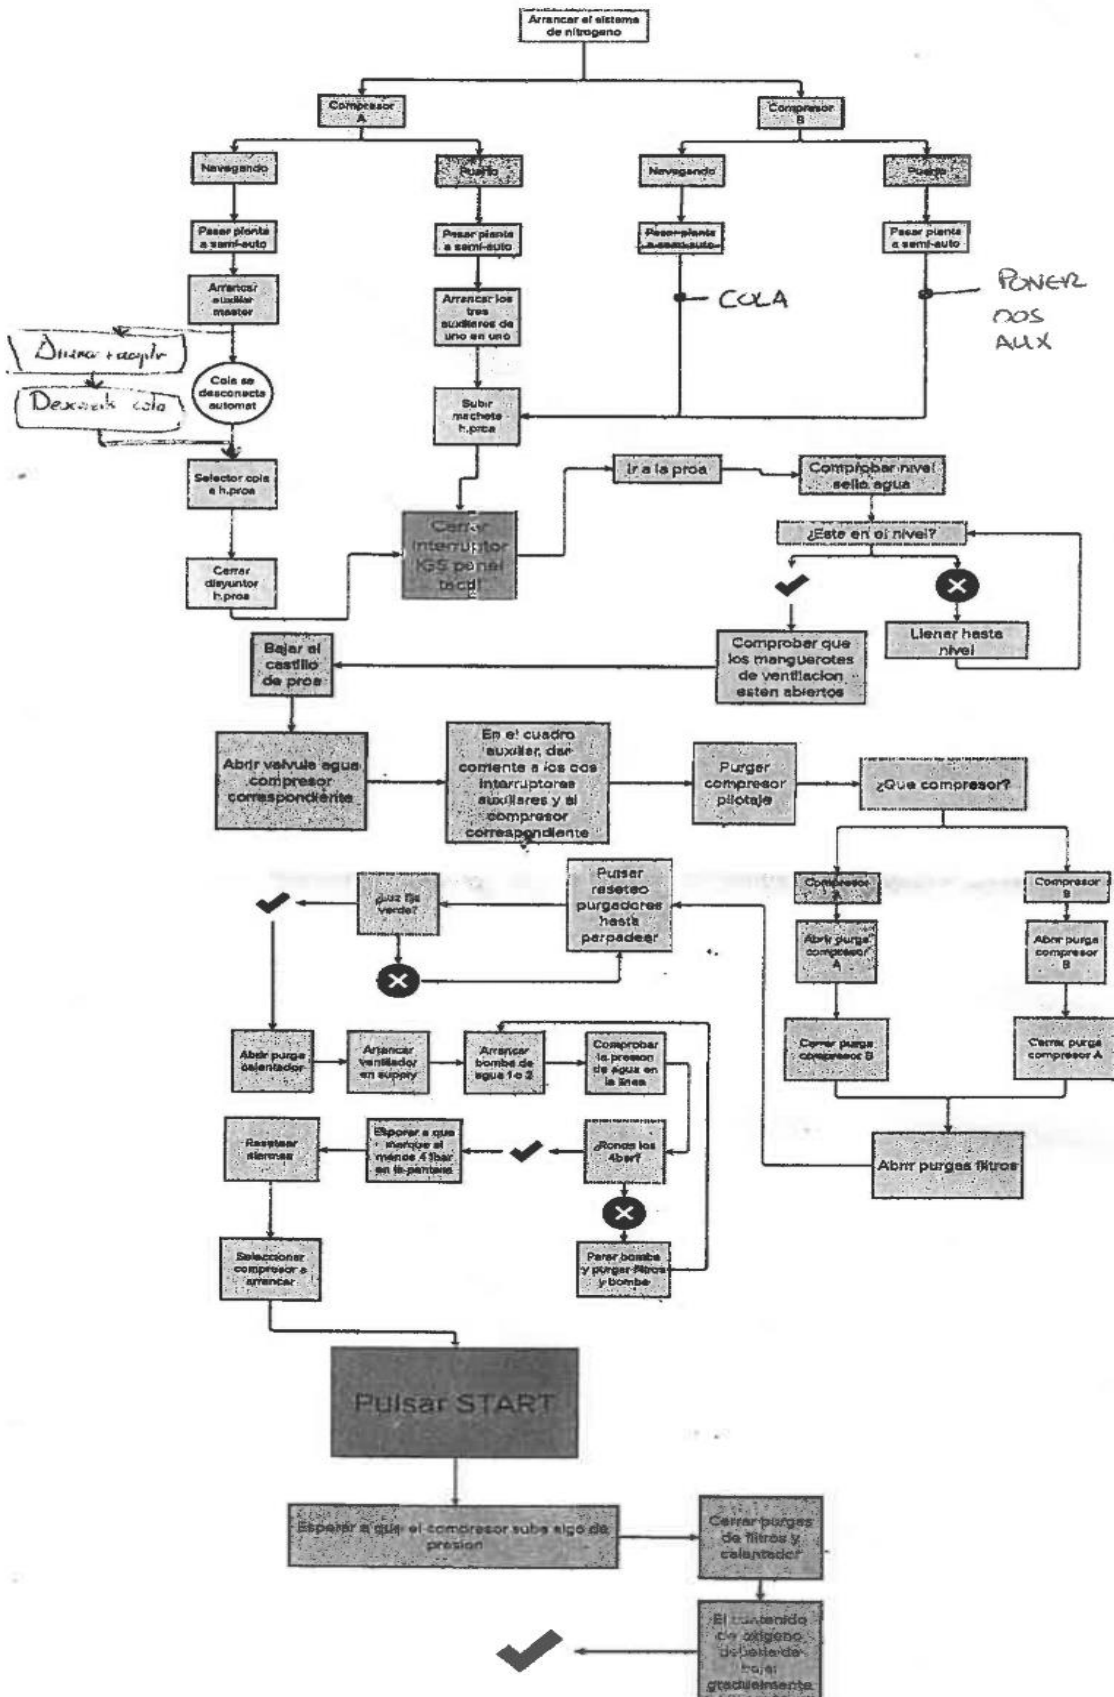 Arrancar el sistema
de nitrogeno
Compresor
A
Compresor
B
Navegando
Puerto
Navegando
Puerto
Pasar planta
a semi-auto
Pasar planta
a semi-auto
Pasar planta
a semi-auto
Pasar planta
a semi-auto
Arrancar
auxiliar
master
Arrancar los
tres
auxiliares de
uno en uno
COLA
PONER
DOS
AUX
Cola se
desconecta
automat
cola
Subir
machete
h.proa
Selector cola
a h.proa
Cerrar
disyuntor
h.proa
Cerrar
interruptor
IGS panel
tactil
Ir a la proa
Comprobar nivel
sello agua
¿Este en el nivel?
Llenar hasta
nivel
Comprobar que
los manguerotes
de ventilacion
esten abiertos
Bajar al
castillo
de proa
Abrir valvula agua
compresor
correspondiente
En el cuadro
auxiliar, dar
corriente a los dos
interruptores
auxiliares y al
compresor
correspondiente
Purgar
compresor
pilotaje
¿Que compresor?
Compresor
A
Compresor
B
Abrir purga
compresor
A
Abrir purga
compresor
B
Cerrar purga
compresor B
Cerrar purga
compresor A
Abrir purgas filtros
Pulsar
reseteo
purgadores
hasta
parpadeer
¿Luz fija
verde?
Abrir purga
calentador
Arrancar
ventilador
en supply
Arrancar
bomba de
agua 1 o 2
Comprobar
la presion
de agua en
la linea
¿Ronda los
4bar?
Parar bomba
y purgar filtros
y bomba
Esperar a que
marque al
menos 4.1bar
en la pantalla
Resetear
alarmas
Seleccionar
compresor a
arrancar
Pulsar START
Esperar a que el compresor suba algo de
presion
Cerrar purgas
de filtros y
calentador
El contenido
de oxigeno
deberia de
bajar
gradualmente